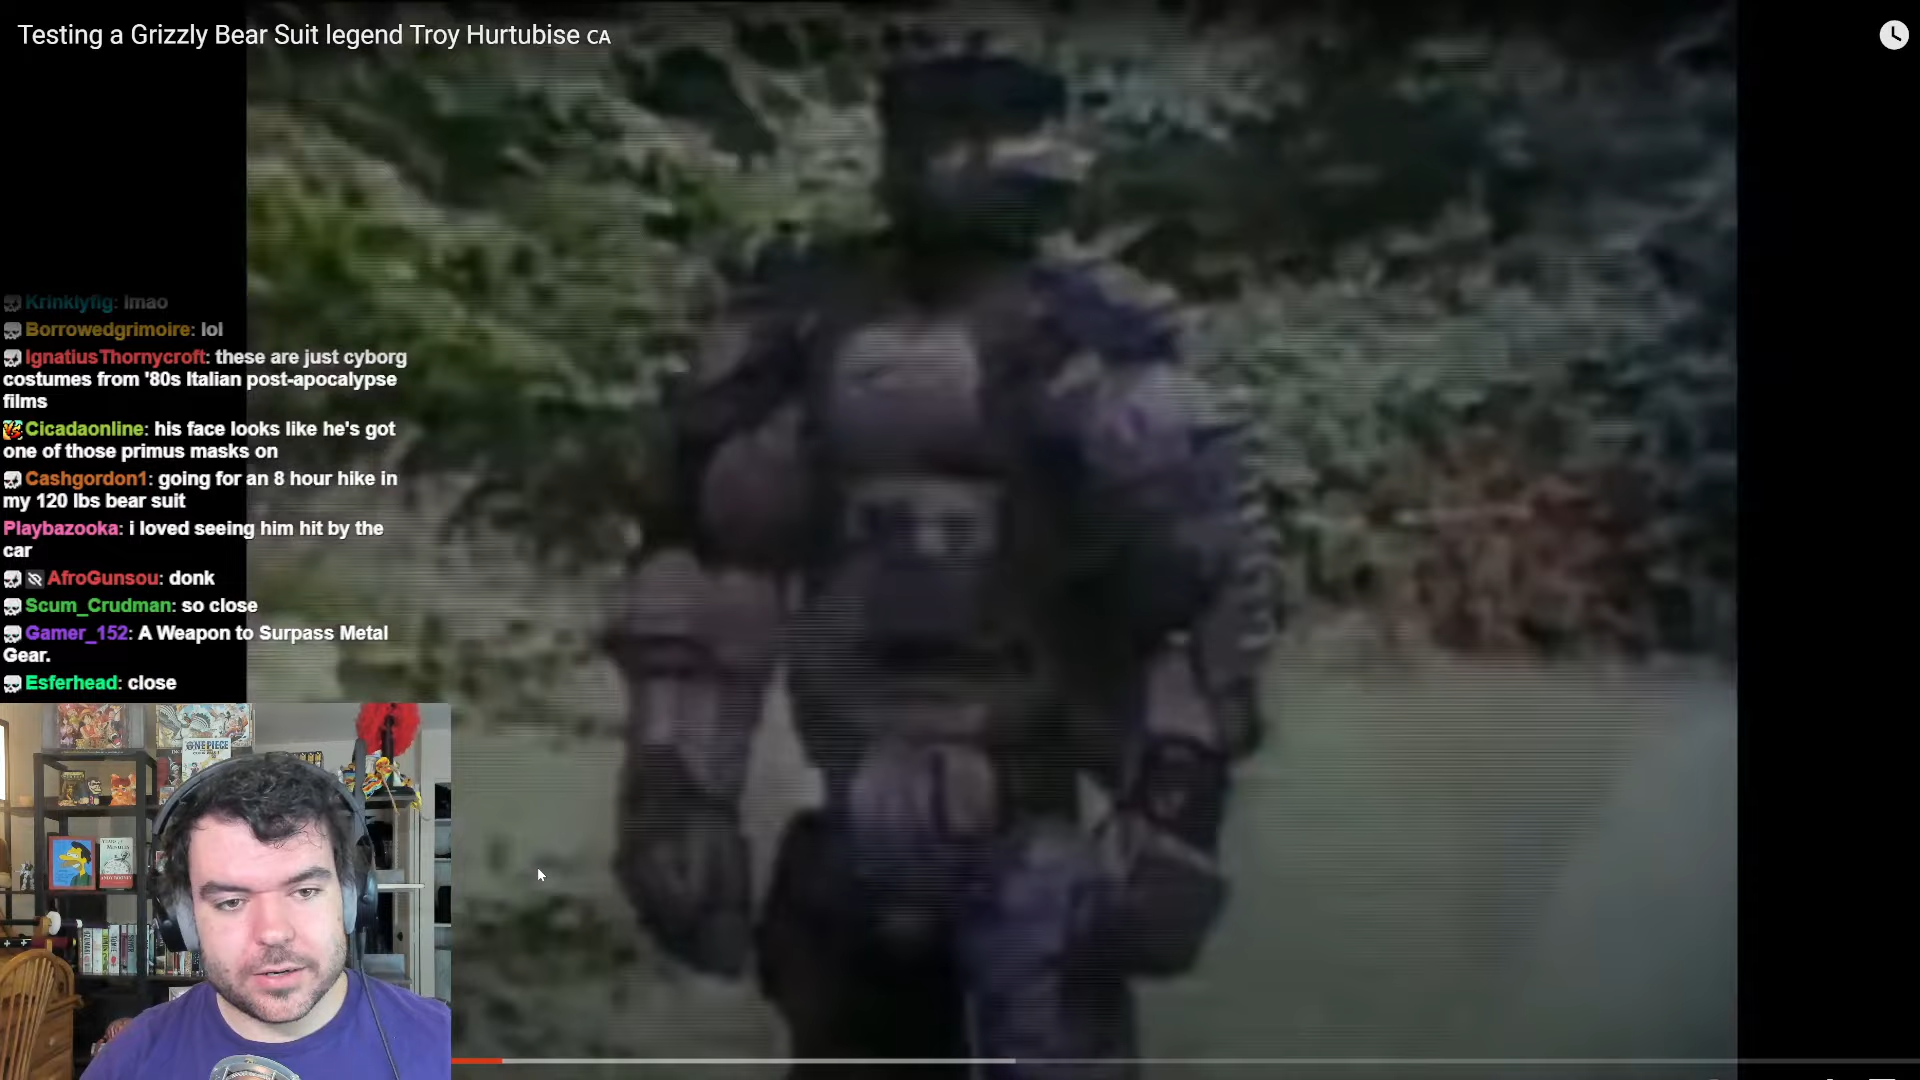 Testing a Grizzly Bear Suit legend Troy Hurtubise CA
Krinklyfig: lmao
Borrowedgrimoire: lol
IgnatiusThornycroft: these are just cyborg
costumes from '80s Italian post-apocalypse
films
Cicadaonline: his face looks like he's got
one of those primus masks on
Cashgordon1: going for an 8 hour hike in
my 120 lbs bear suit
Playbazooka: i loved seeing him hit by the
car
AfroGunsou: donk
Scum_Crudman: so close
Gamer_152: A Weapon to Surpass Metal
Gear.
Esferhead: close
ONE PIECE